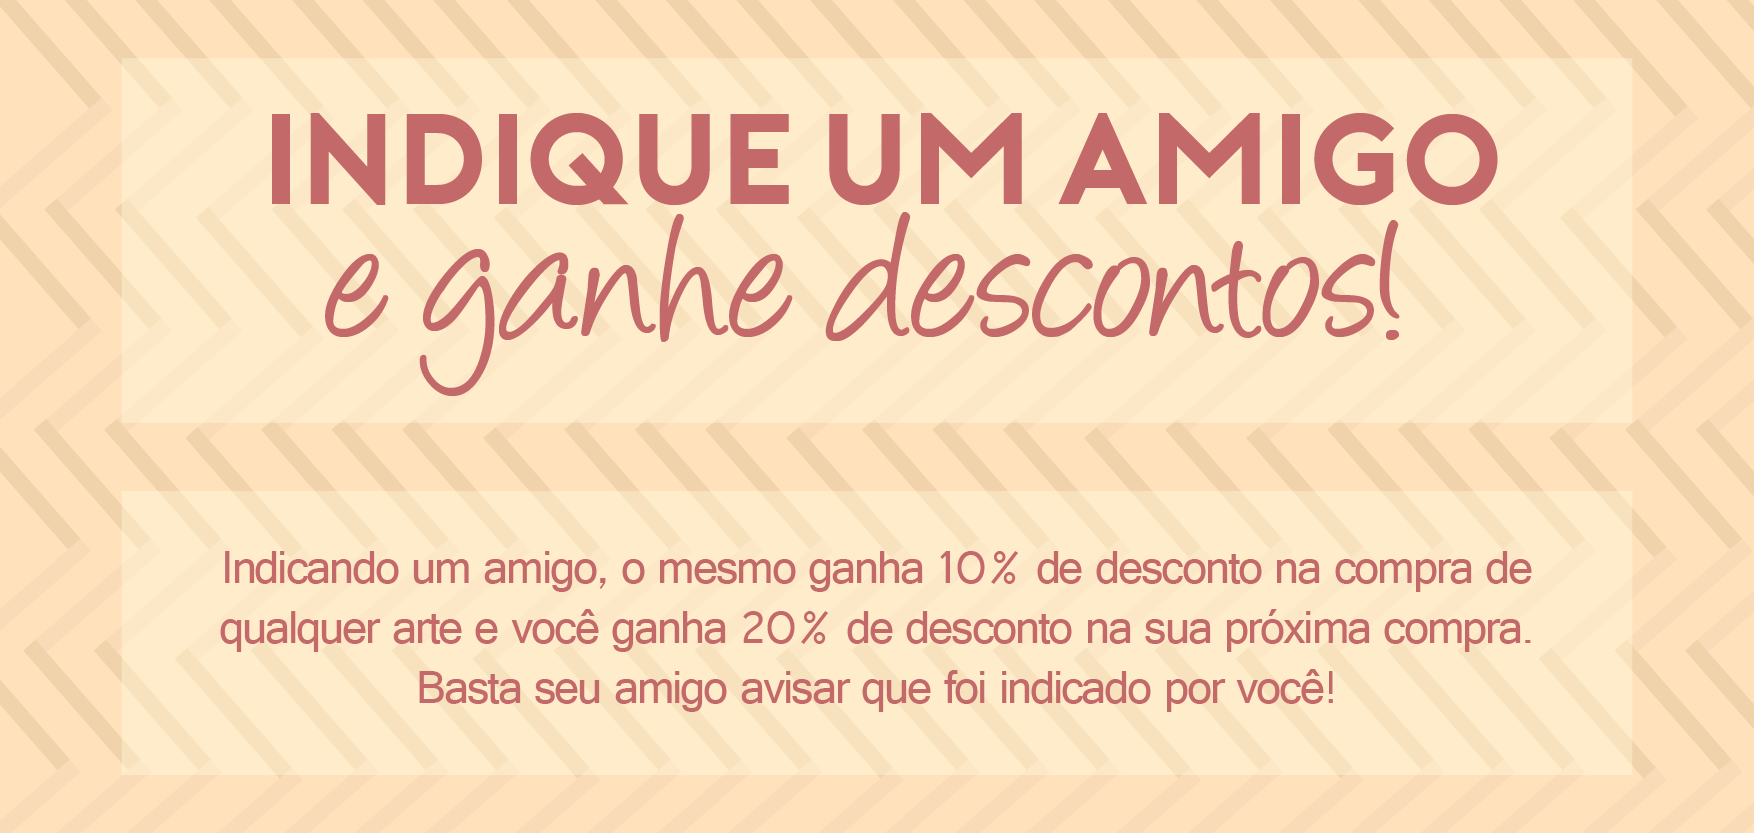 INDIQUE UM AMIGO
e ganhe descontos!
Indicando um amigo, o mesmo ganha 10% de desconto na compra de
qualquer arte e você ganha 20% de desconto na sua próxima compra.
Basta seu amigo avisar que foi indicado por você!